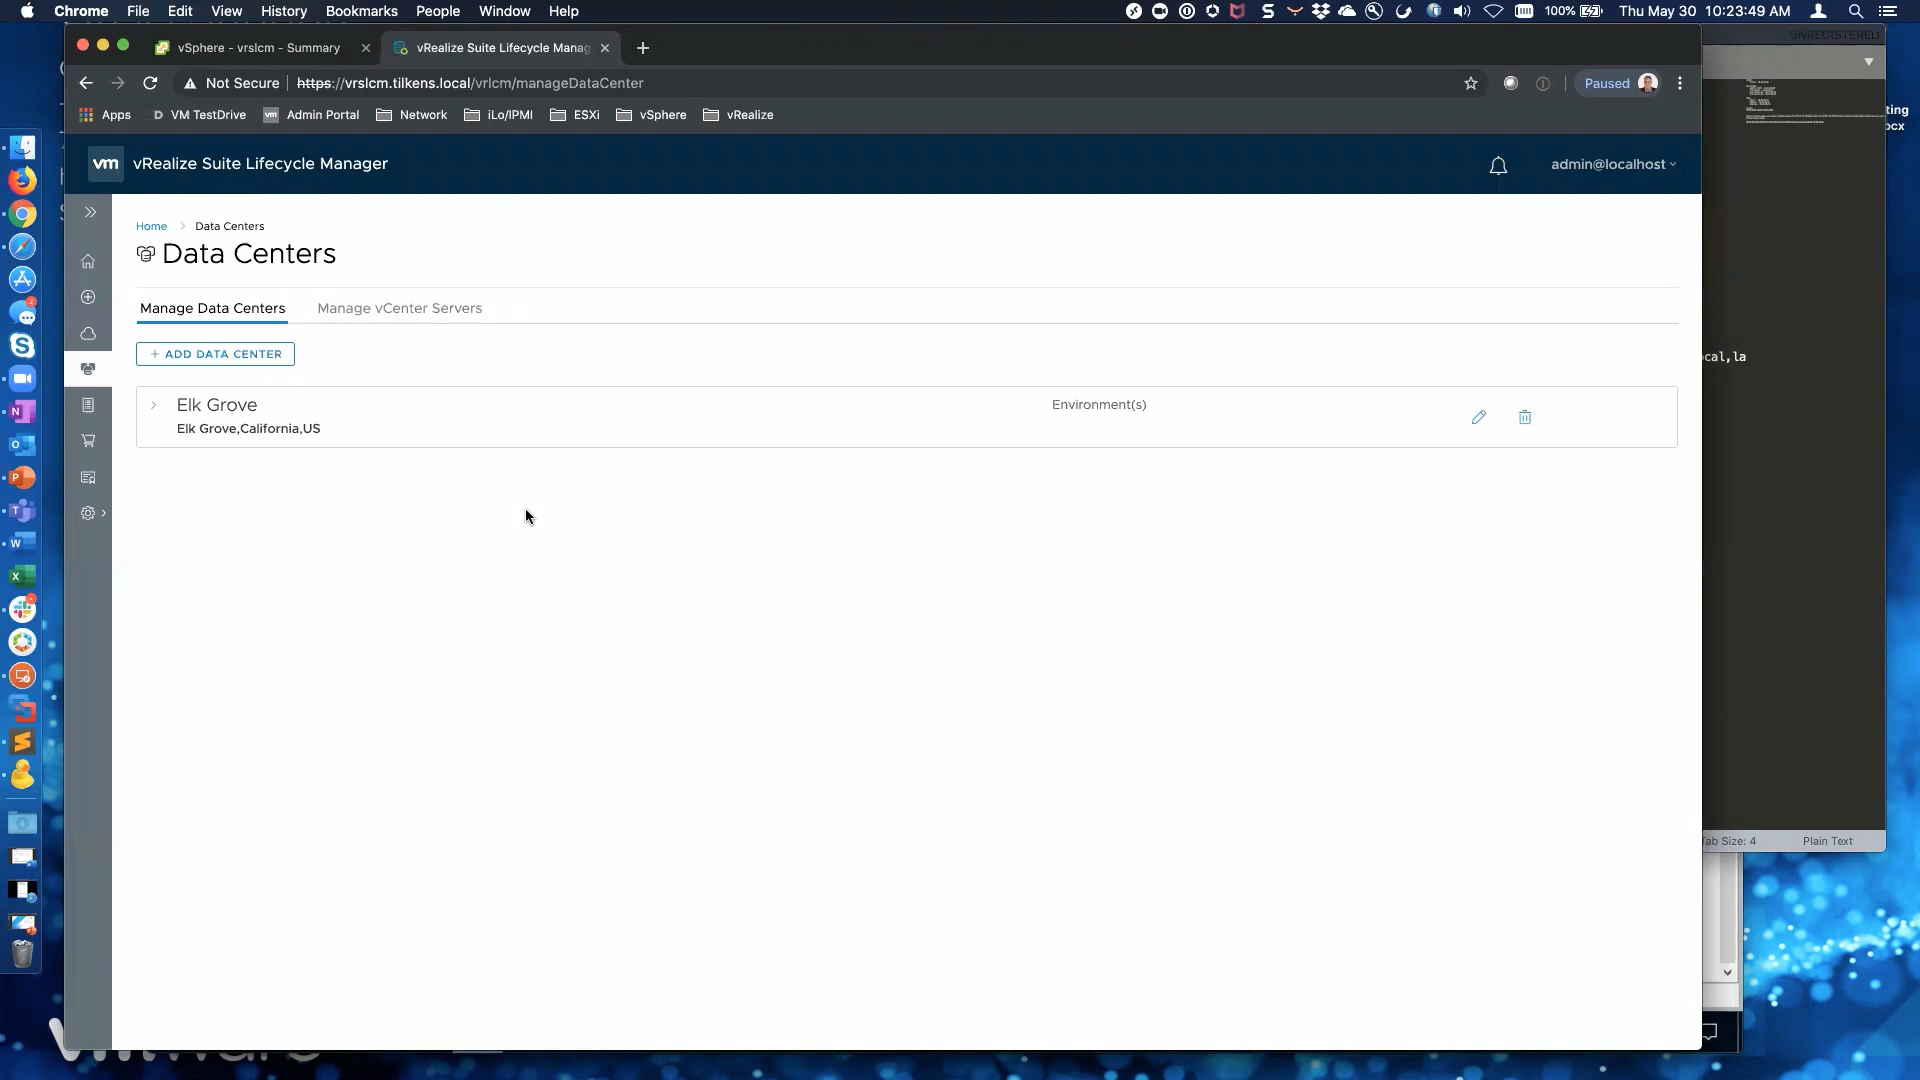 Chrome File Edit View History Bookmarks People Window Help
100% Thu May 30 10:23:49 AM
UNREGISTERED
vSphere - vrslcm - Summary
vRealize Suite Lifecycle Manag
Not Secure https://vrslcm.tilkens.local/vrlcm/manageDataCenter
Paused
Apps VM TestDrive vm Admin Portal Network iLo/IPMI ESXi vSphere vRealize
ting
ocx
vm vRealize Suite Lifecycle Manager
admin@localhost
Home > Data Centers
Data Centers
Manage Data Centers Manage vCenter Servers
+ ADD DATA CENTER
cal,la
Elk Grove
Environment(s)
Elk Grove,California,US
Tab Size: 4 Plain Text